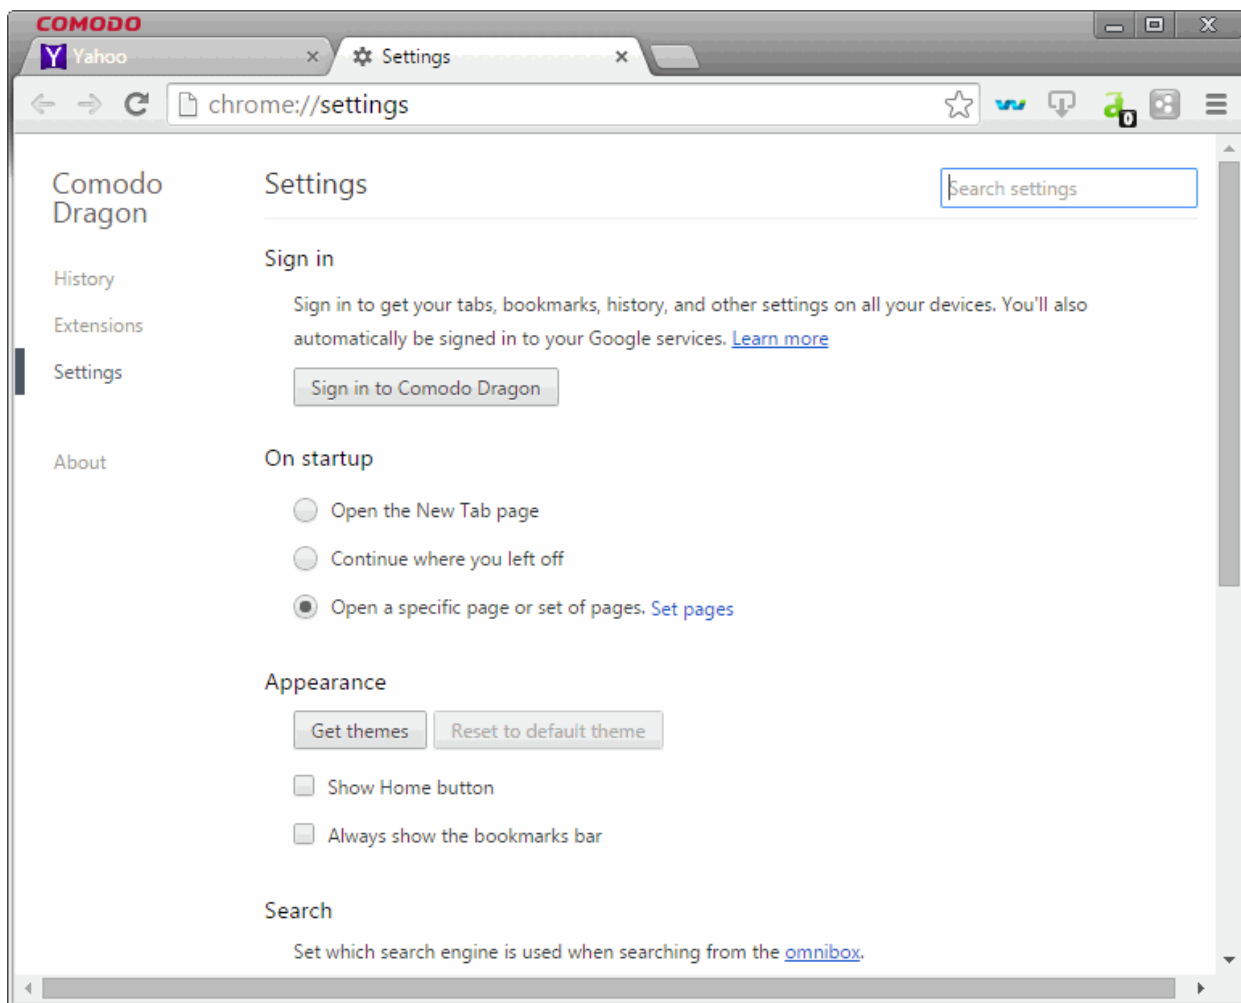 COMODO
Yahoo
Settings
chrome://settings
0
Comodo
Dragon
History
Extensions
Settings
About
Settings
Search settings
Sign in
Sign in to get your tabs, bookmarks, history, and other settings on all your devices. You'll also
automatically be signed in to your Google services. Learn more
Sign in to Comodo Dragon
On startup
Open the New Tab page
Continue where you left off
Open a specific page or set of pages. Set pages
Appearance
Get themes
Reset to default theme
Show Home button
Always show the bookmarks bar
Search
Set which search engine is used when searching from the omnibox.